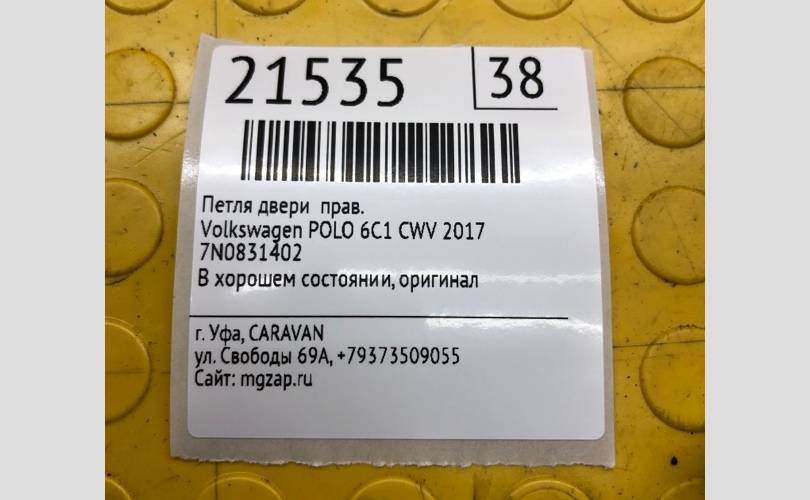 21535 38
Петля двери прав.
Volkswagen POLO 6C1 CWV 2017
7N0831402
В хорошем состоянии, оригинал
г. Уфа, CARAVAN
ул. Свободы 69А, +79373509055
Сайт: mgzap.ru